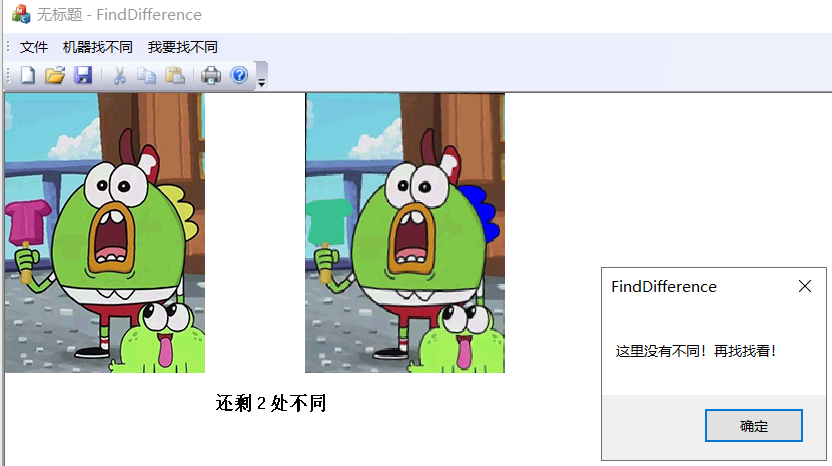 无标题 - FindDifference
文件 机器找不同 我要找不同
FindDifference
这里没有不同！再找找看！
确定
还剩2处不同